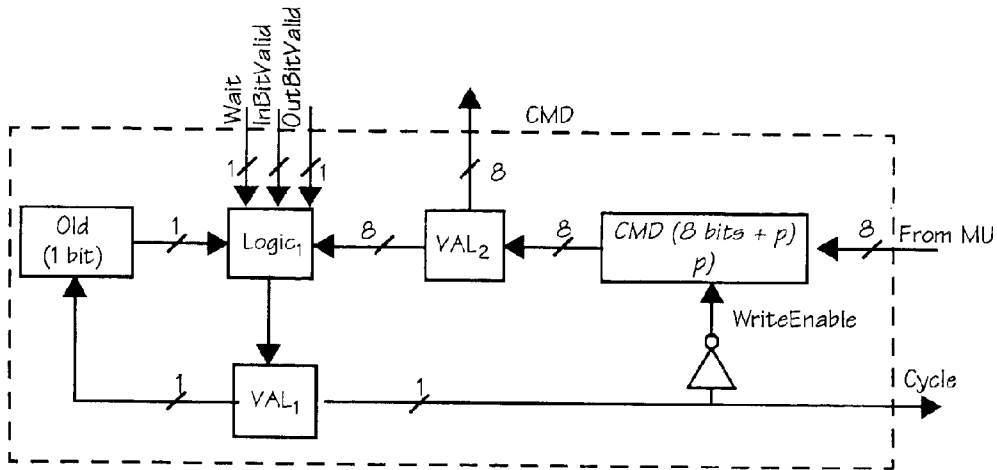 Wait
InBitValid
OutBitValid
CMD
1
1
8
Old
(1 bit)
1
Logic1
8
VAL2
8
CMD (8 bits + p)
p)
8
From MU
WriteEnable
1
VAL1
1
Cycle